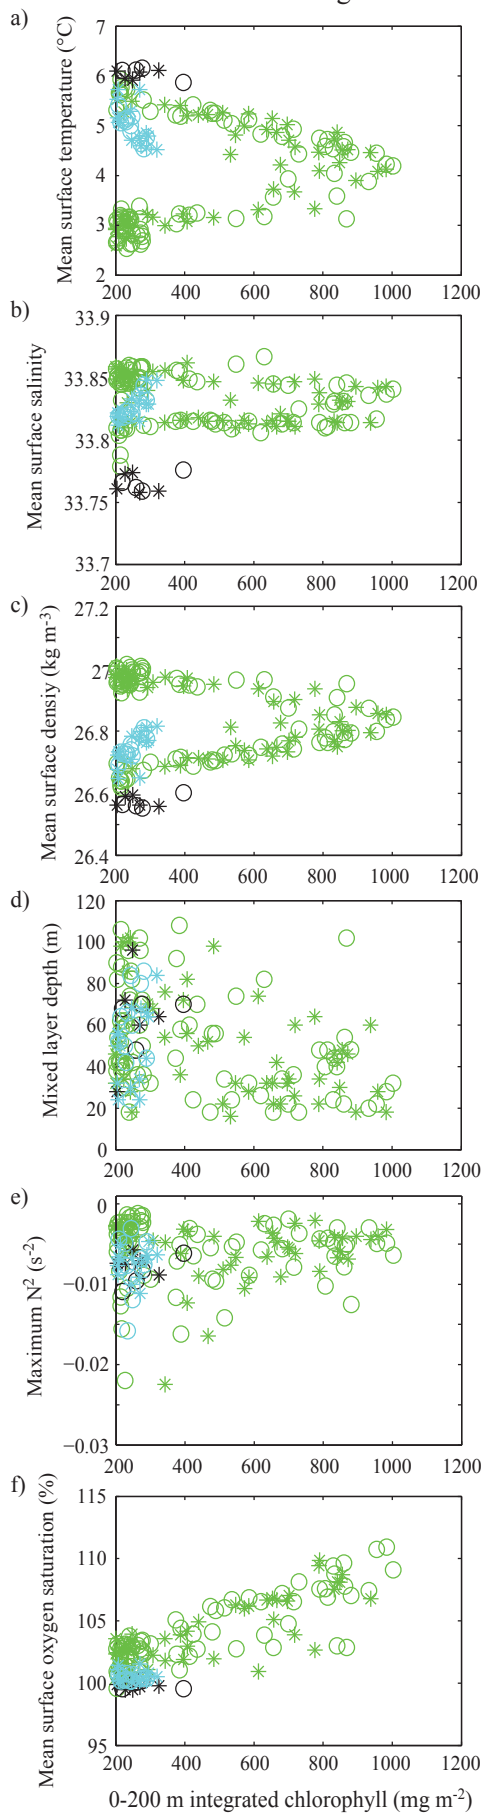 a)
Mean surface temperature (°C)
7
6
5
4
3
2
200 400 600 800 1000 1200
b)
Mean surface salinity
33.9
33.85
33.8
33.75
33.7
200 400 600 800 1000 1200
c)
Mean surface densiy (kg m-3)
27.2
27
26.8
26.6
26.4
200 400 600 800 1000 1200
d)
Mixed layer depth (m)
120
100
80
60
40
20
0
200 400 600 800 1000 1200
e)
Maximum N² (s-2)
0
−0.01
−0.02
−0.03
200 400 600 800 1000 1200
f)
Mean surface oxygen saturation (%)
115
110
105
100
95
200 400 600 800 1000 1200
0-200 m integrated chlorophyll (mg m-2)